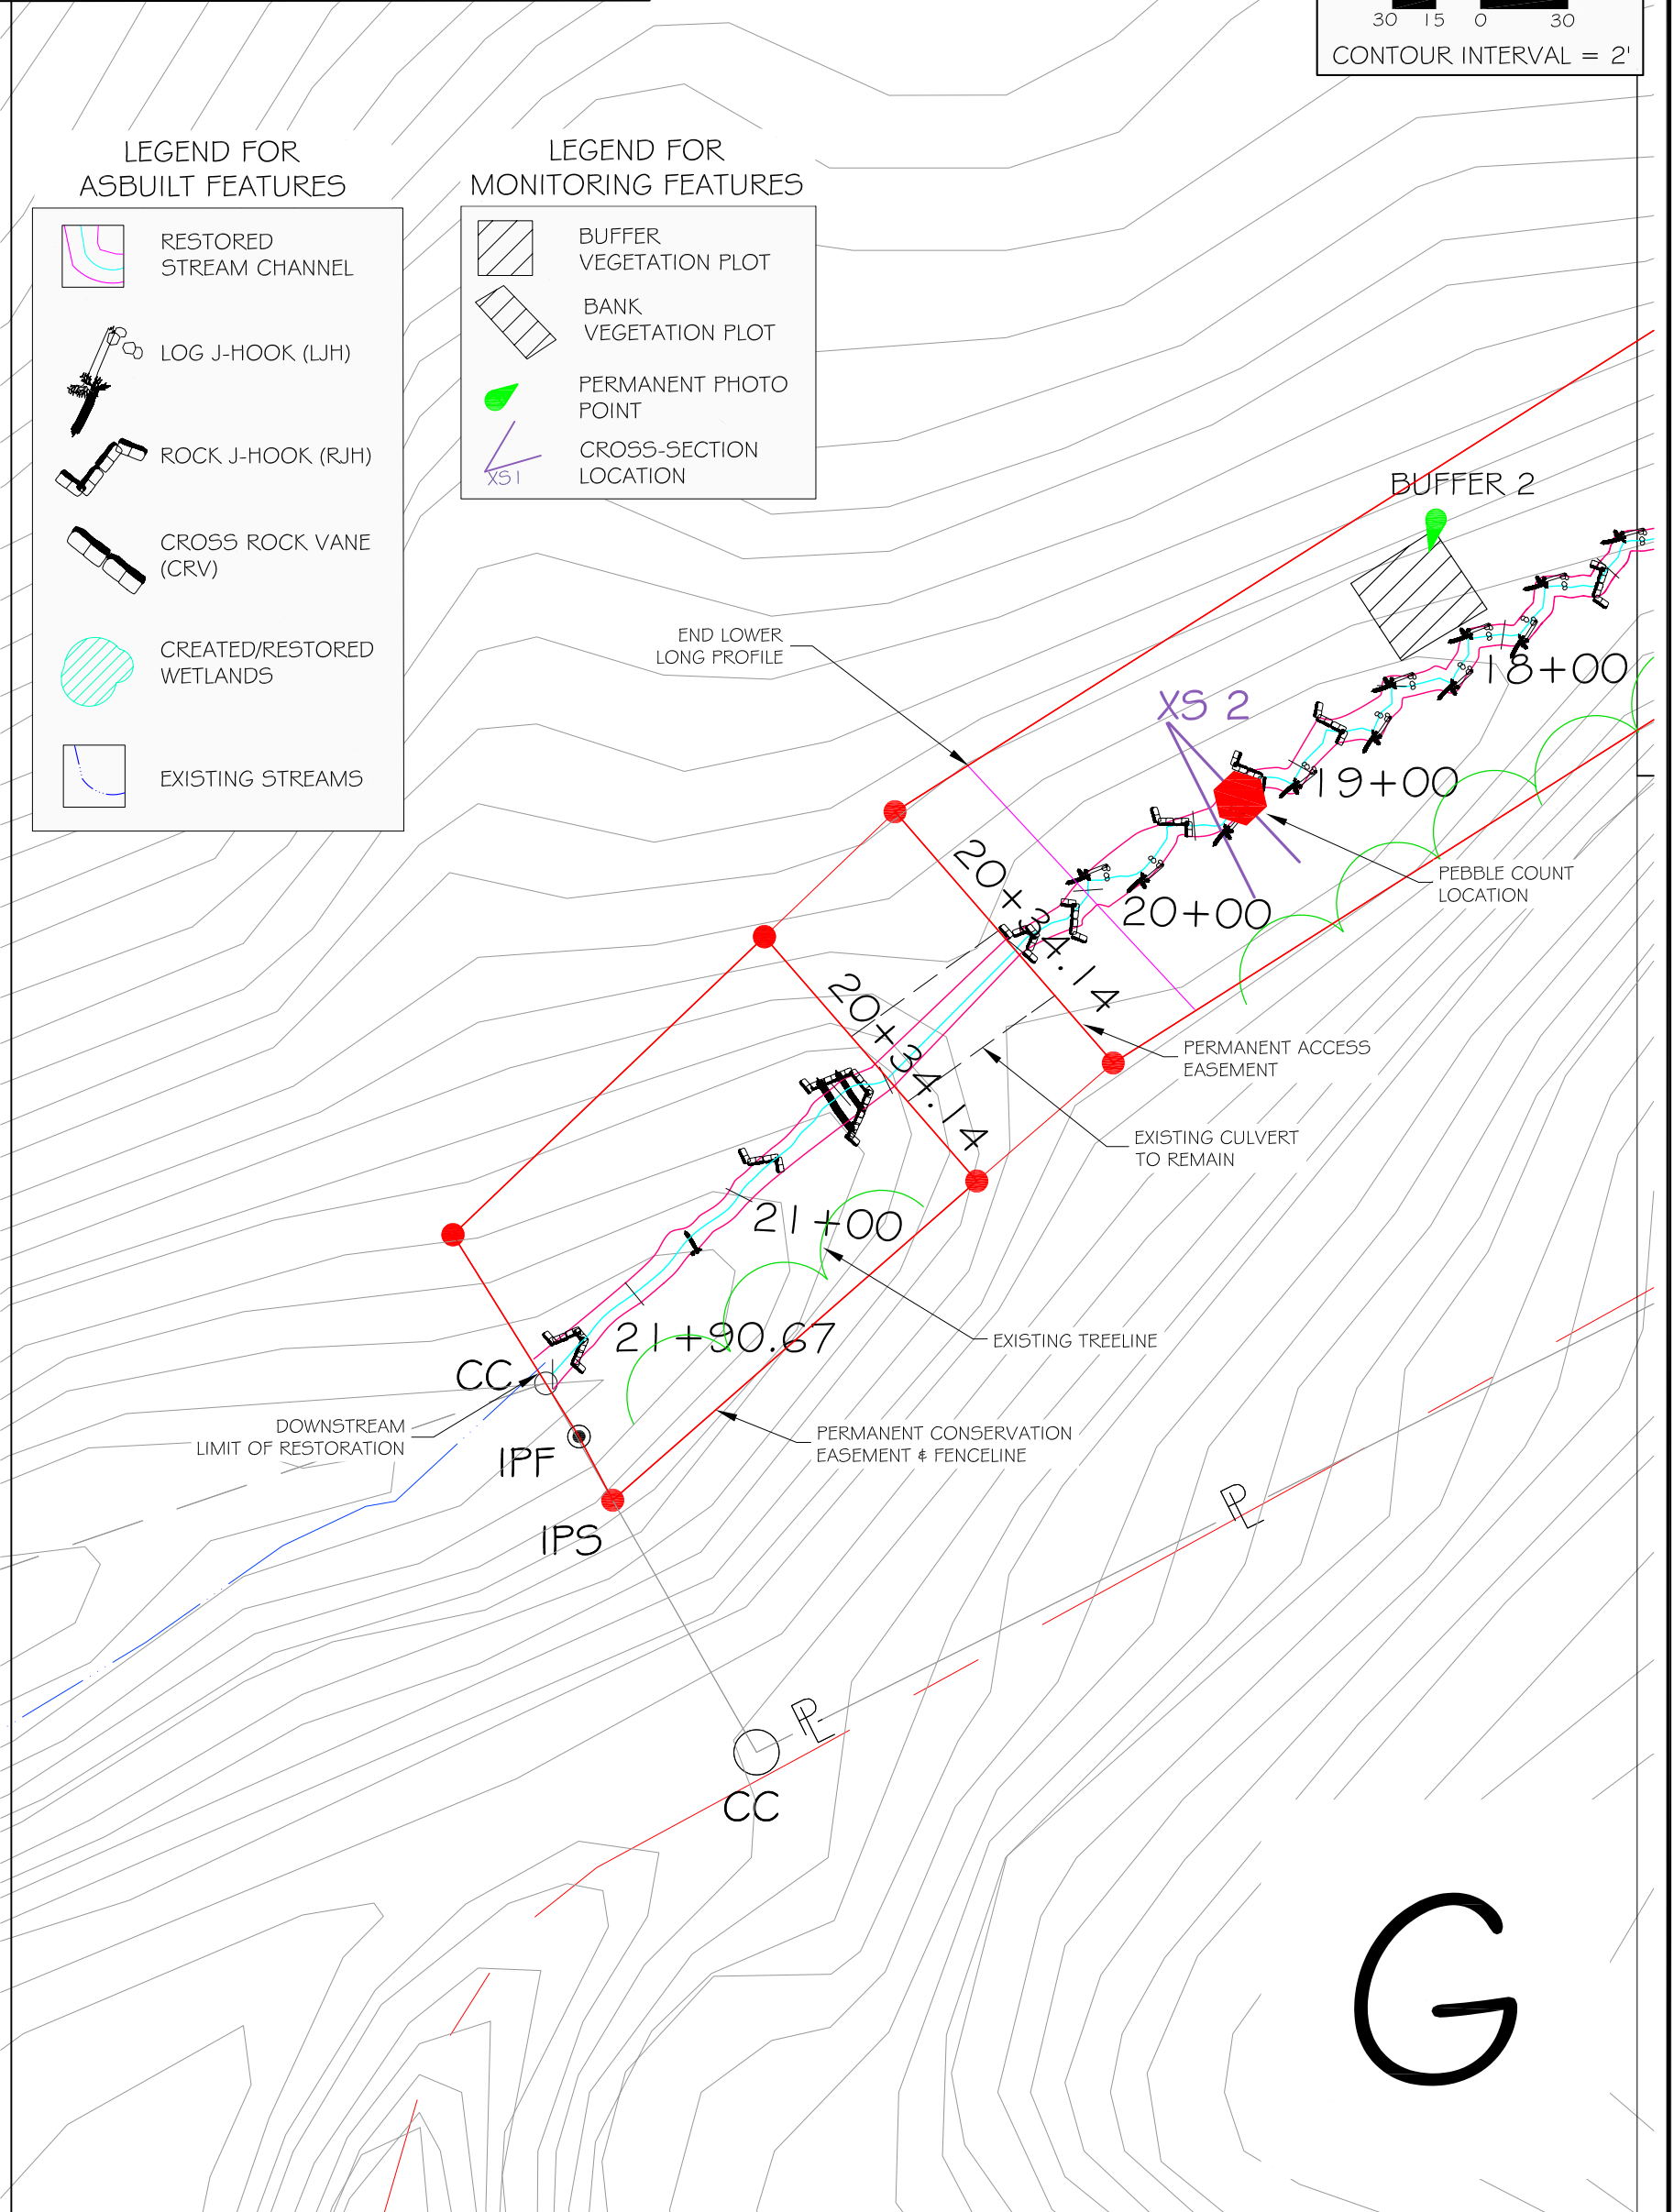 30 15 0 30
CONTOUR INTERVAL = 2'
LEGEND FOR
ASBUILT FEATURES
RESTORED
STREAM CHANNEL
LOG J-HOOK (LJH)
ROCK J-HOOK (RJH)
CROSS ROCK VANE
(CRV)
CREATED/RESTORED
WETLANDS
EXISTING STREAMS
LEGEND FOR
MONITORING FEATURES
BUFFER
VEGETATION PLOT
BANK
VEGETATION PLOT
PERMANENT PHOTO
POINT
CROSS-SECTION
LOCATION
XS1
BUFFER 2
END LOWER
LONG PROFILE
18+00
XS 2
19+00
PEBBLE COUNT
LOCATION
20+00
20+34.14
20+34.14
PERMANENT ACCESS
EASEMENT
EXISTING CULVERT
TO REMAIN
21+00
EXISTING TREELINE
21+90.67
CC
DOWNSTREAM
LIMIT OF RESTORATION
PERMANENT CONSERVATION
EASEMENT & FENCELINE
IPF
IPS
PL
PL
CC
G